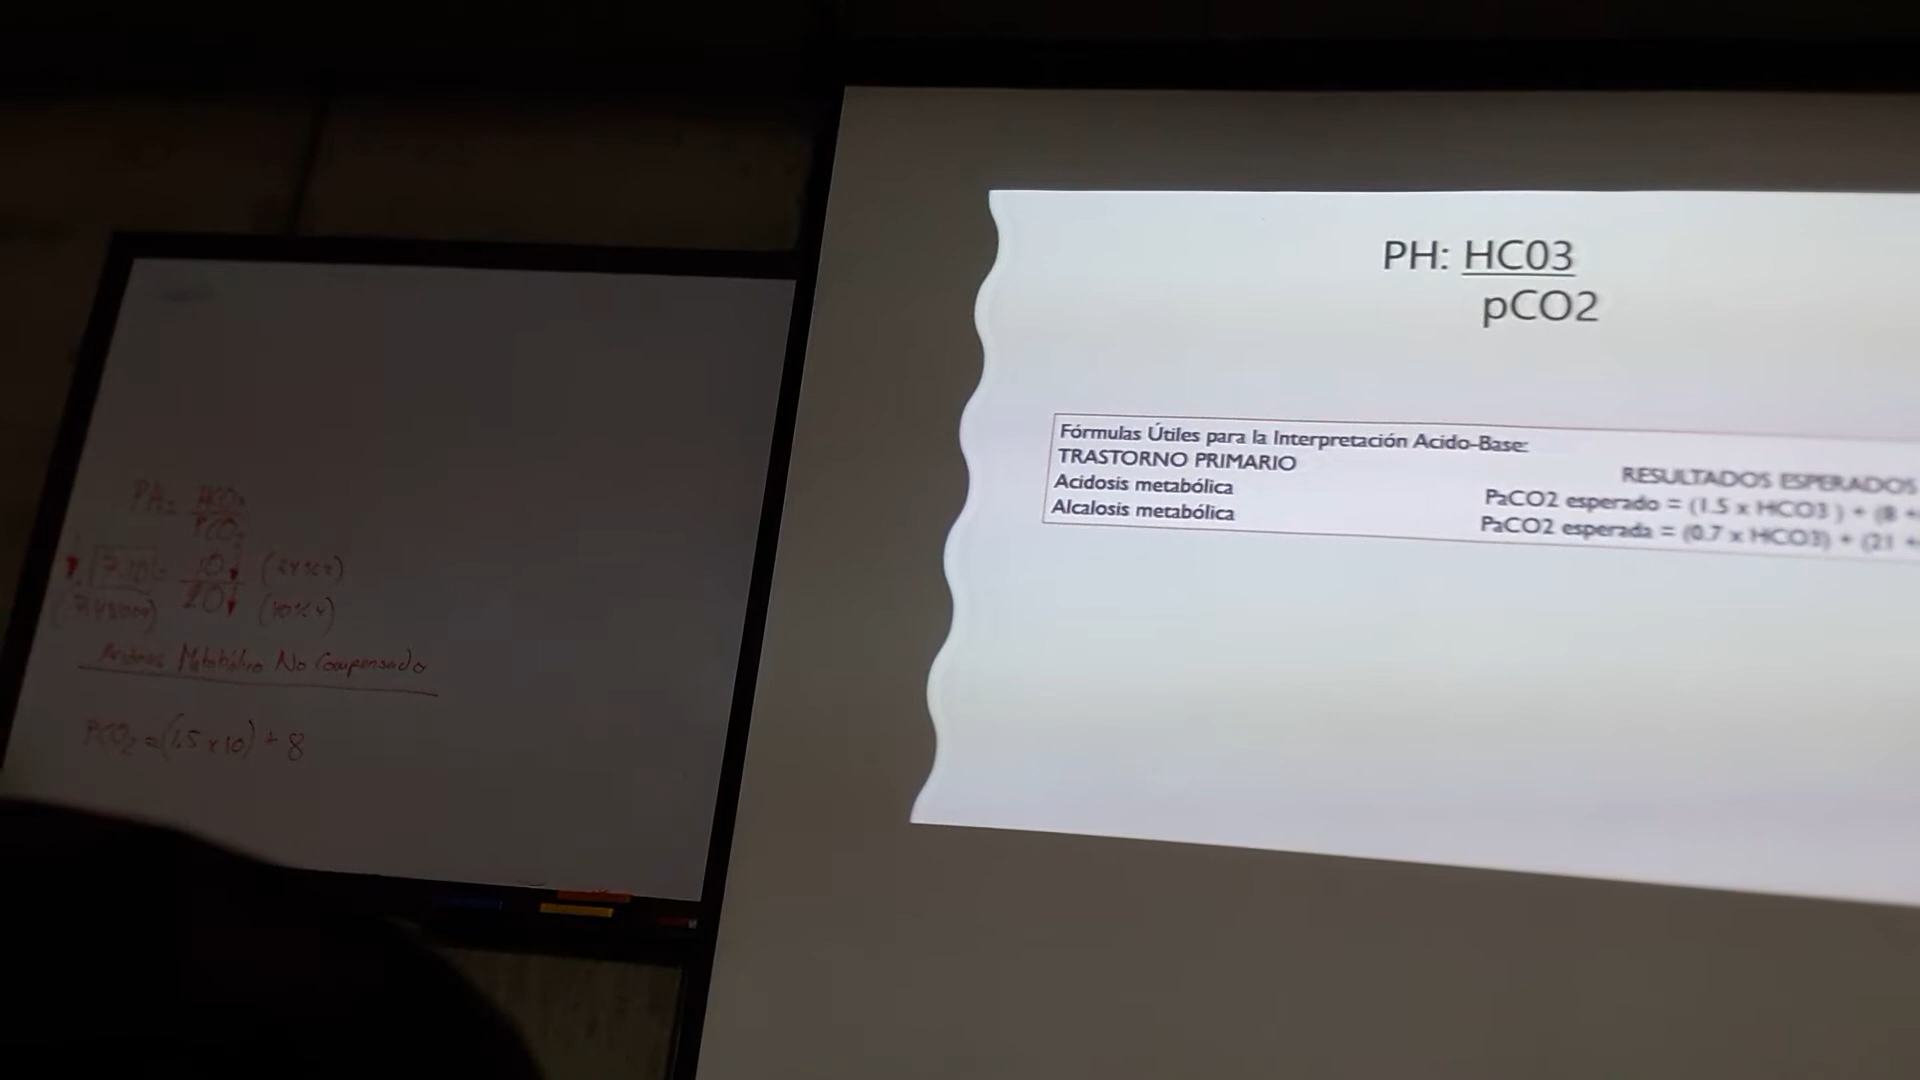 PH= HCO3
PCO2
7.10 = 10
20
Metabólica No Compensado
PCO2 = (1.5 x 10) + 8
PH: HC03
pCO2
Fórmulas Útiles para la Interpretación Acido-Base:
TRASTORNO PRIMARIO
RESULTADOS ESPERADOS
Acidosis metabólica
PaCO2 esperado = (1.5 x HCO3 ) + (8 +
Alcalosis metabólica
PaCO2 esperada = (0.7 x HCO3) + (21 +